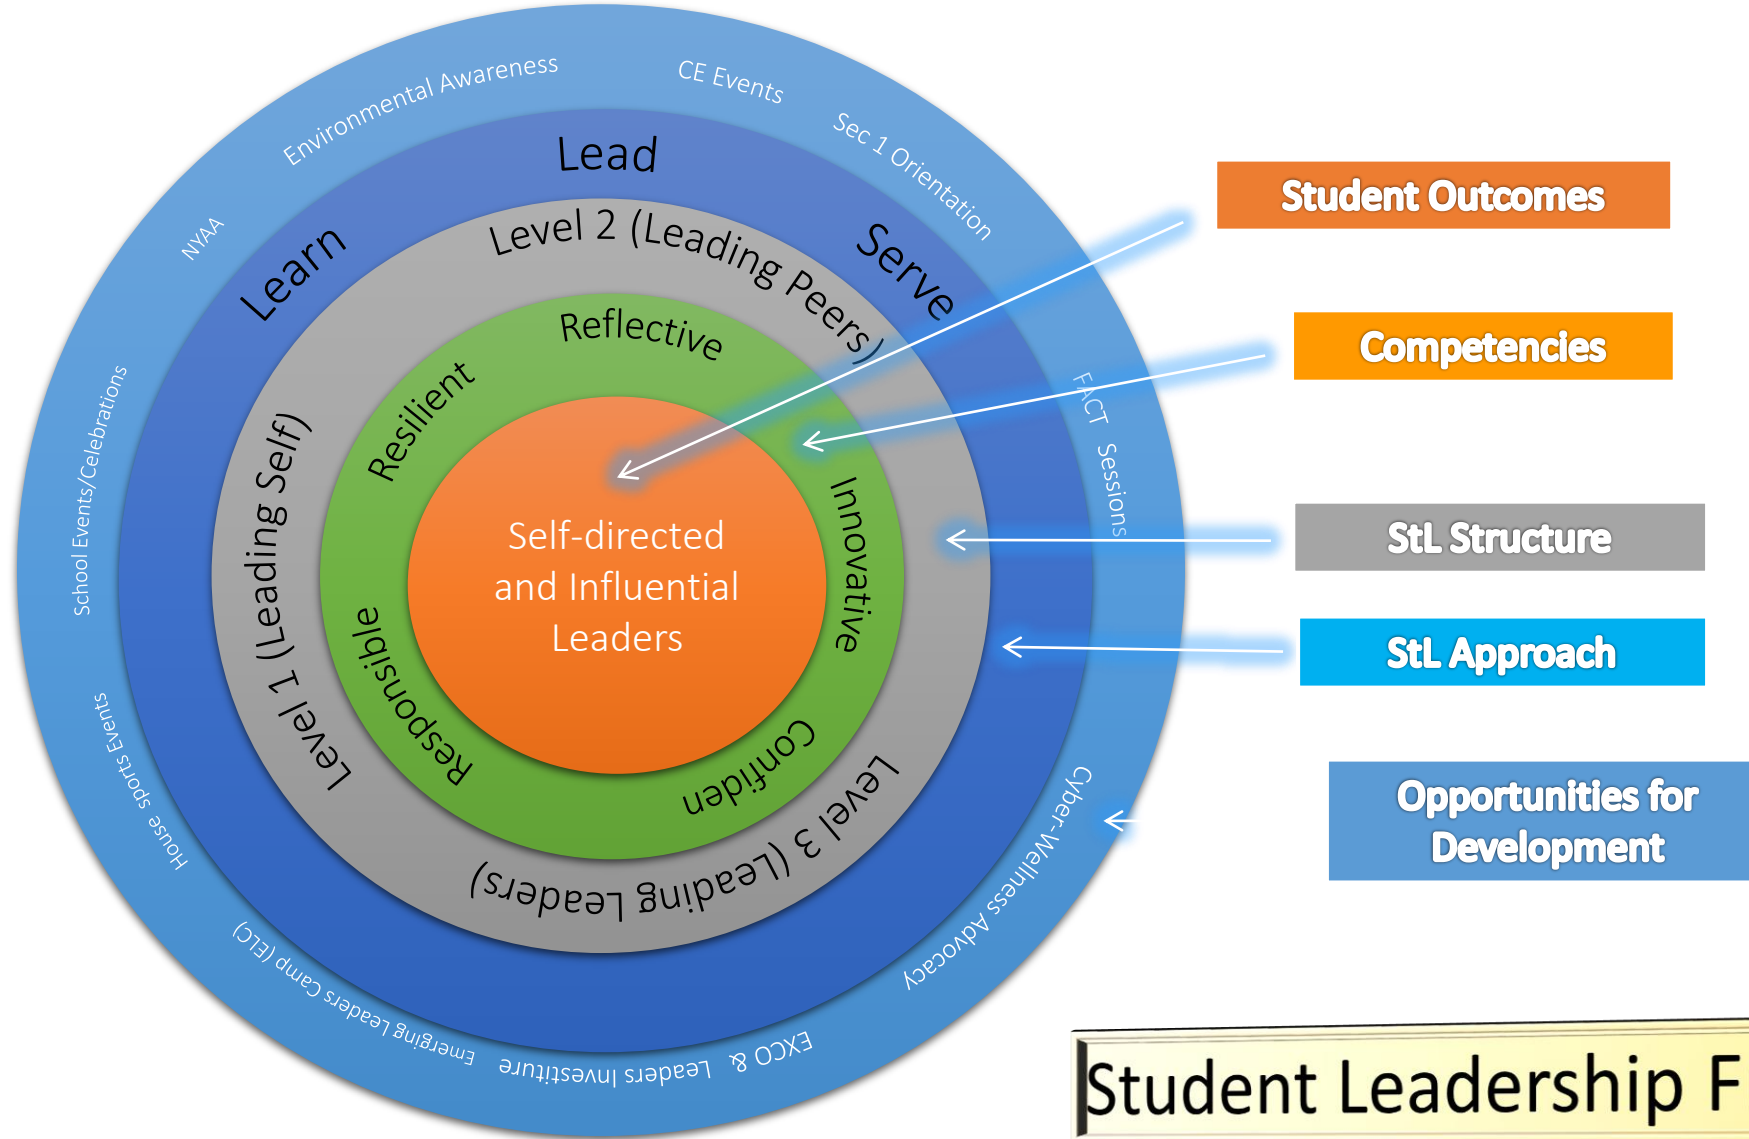 Environmental Awareness
CE Events
Sec 1 Orientation
NYAA
School Events/Celebrations
House sports Events
Emerging Leaders Camp (ELC)
EXCO & Leaders Investiture
Cyber-Wellness Advocacy
FACT Sessions
Learn
Lead
Serve
Level 1 (Leading Self)
Level 2 (Leading Peers)
Level 3 (Leading Leaders)
Responsible
Resilient
Reflective
Innovative
Confiden
Self-directed
and Influential
Leaders
Student Outcomes
Competencies
StL Structure
StL Approach
Opportunities for
Development
Student Leadership F